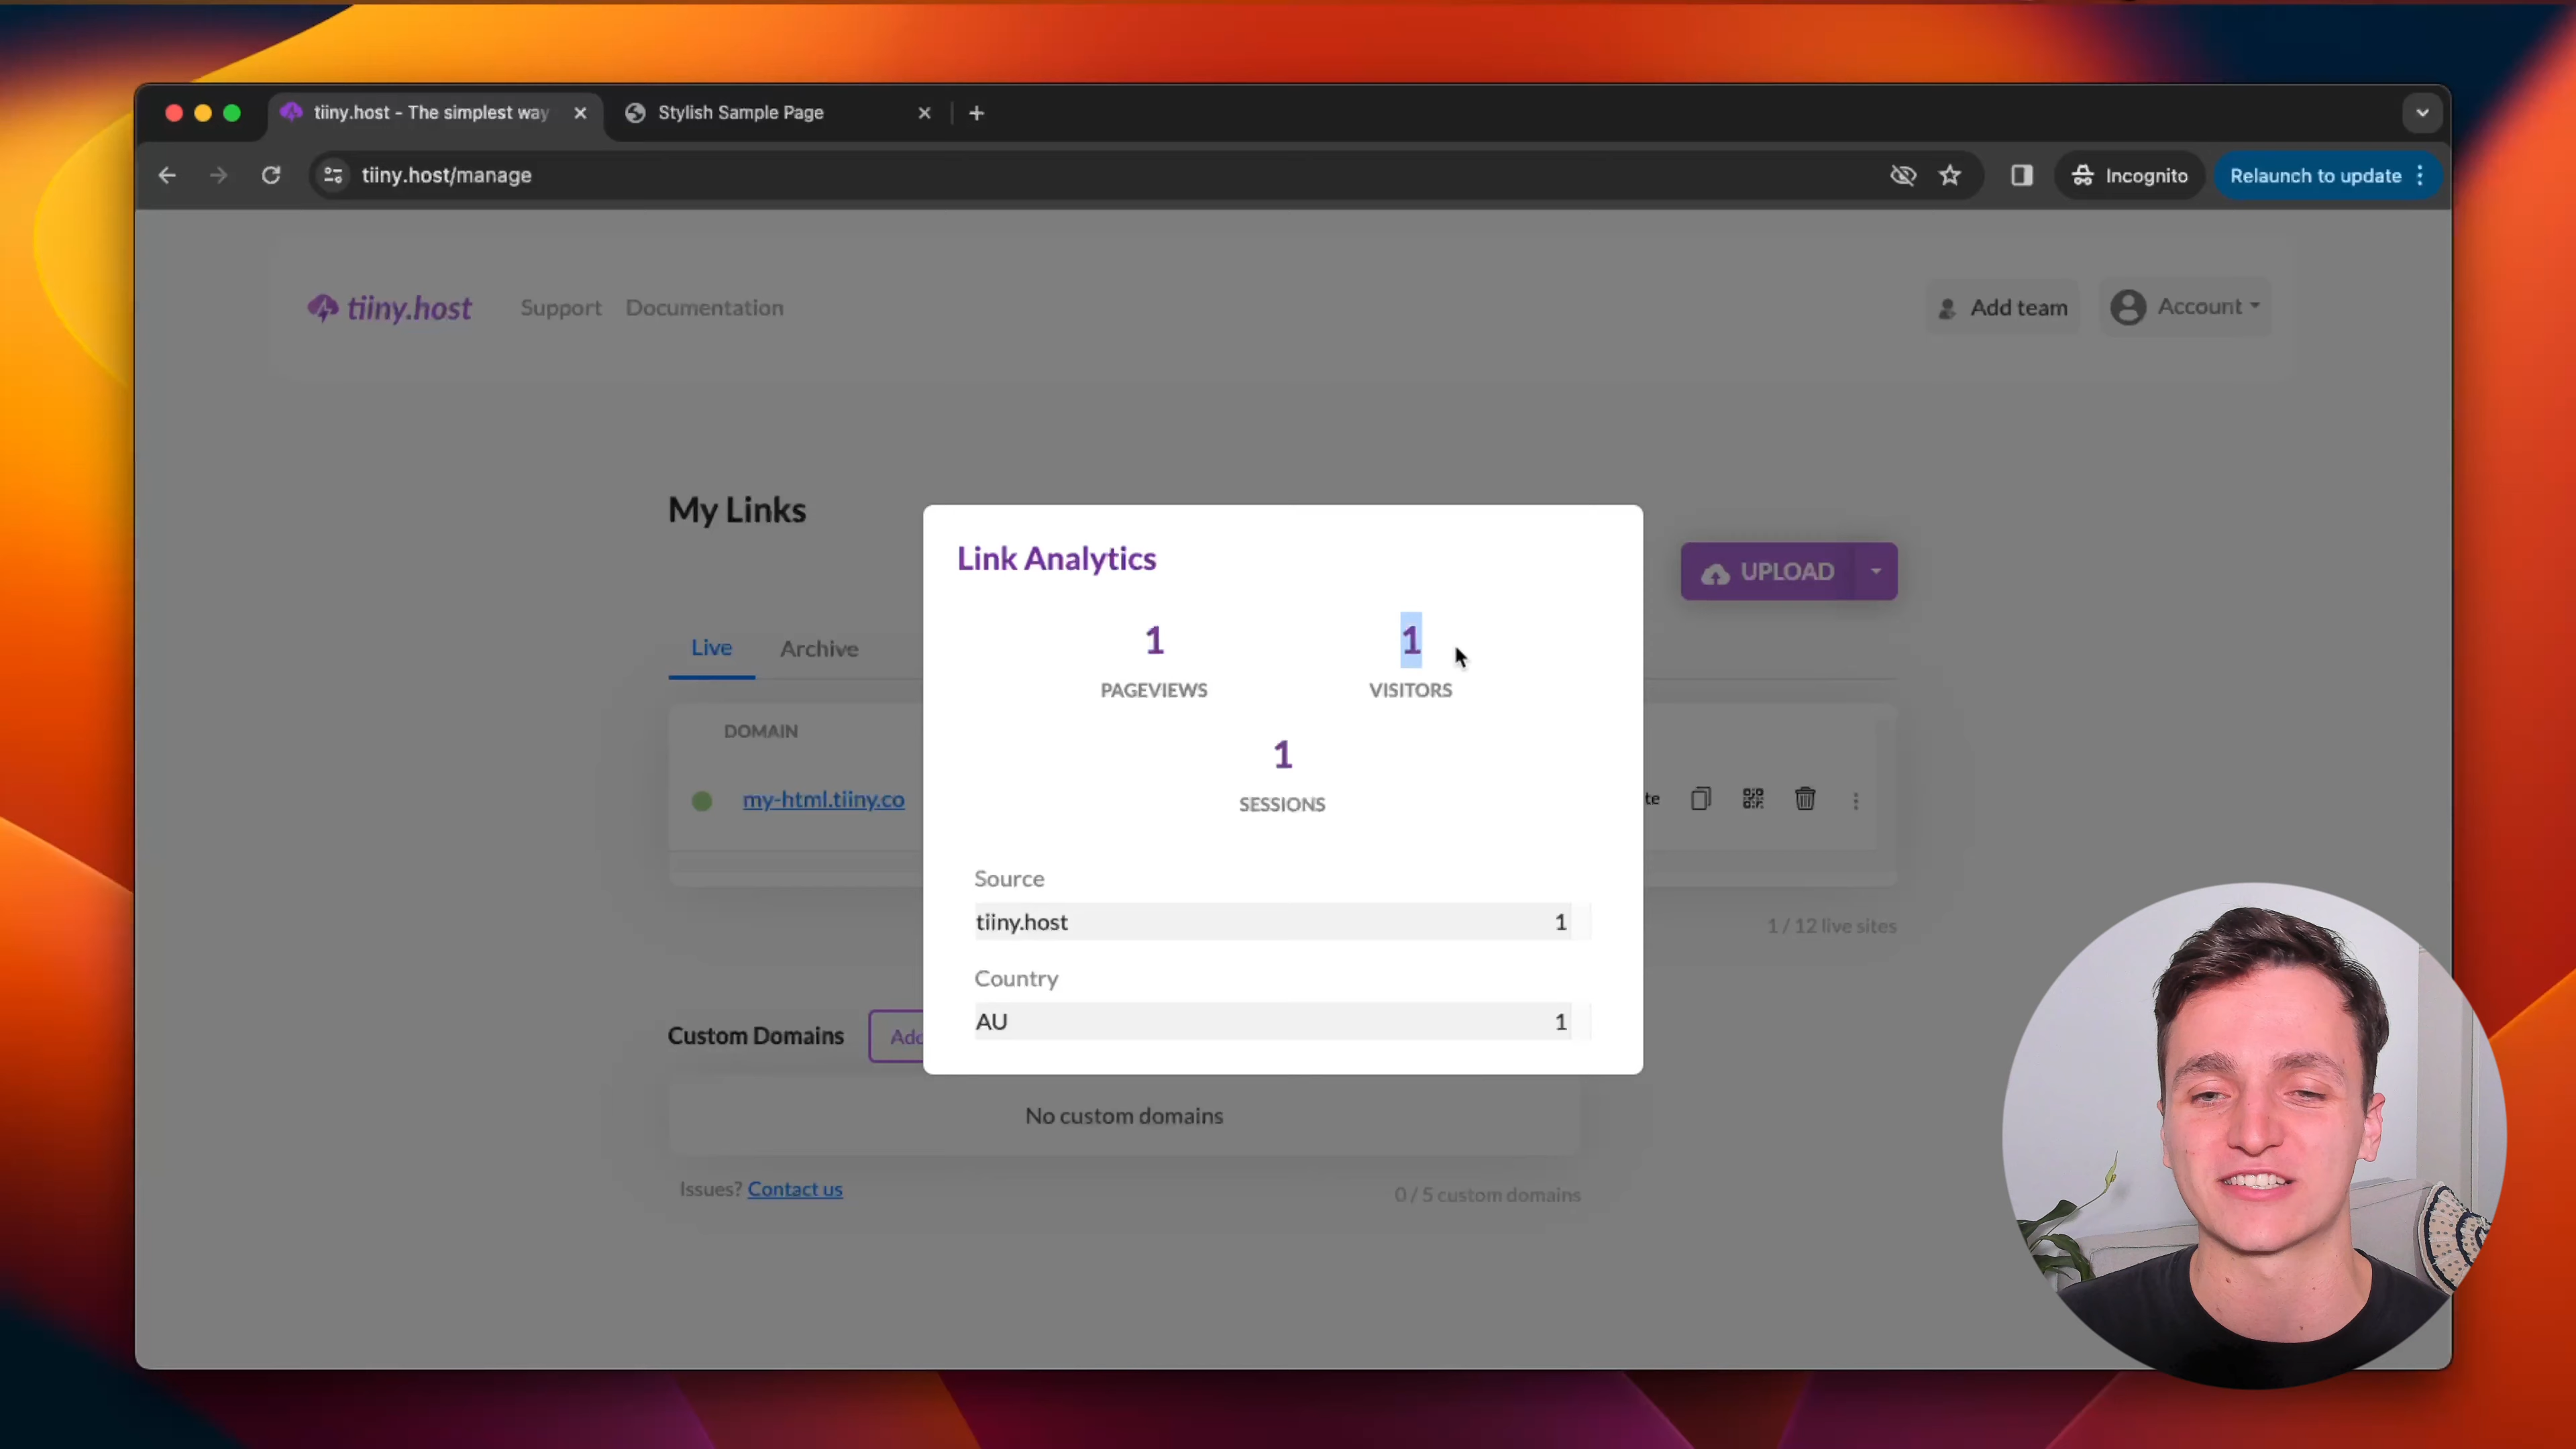 tiiny.host - The simplest way
Stylish Sample Page
tiiny.host/manage
Incognito
Relaunch to update
tiiny.host
Support
Documentation
Add team
Account
My Links
UPLOAD
Live
Archive
DOMAIN
my-html.tiiny.co
te
1 / 12 live sites
Link Analytics
1
PAGEVIEWS
1
VISITORS
1
SESSIONS
Source
tiiny.host 1
Country
AU 1
Custom Domains
Add
No custom domains
Issues? Contact us
0 / 5 custom domains